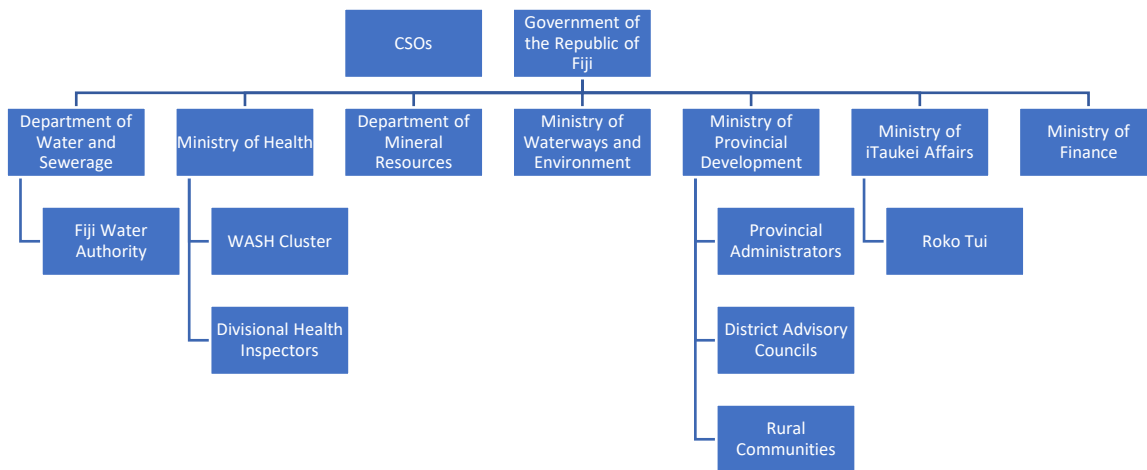 CSOs
Government of
the Republic of
Fiji
Department of
Water and
Sewerage
Ministry of Health
Department of
Mineral
Resources
Ministry of
Waterways and
Environment
Ministry of
Provincial
Development
Ministry of
iTaukei Affairs
Ministry of
Finance
Fiji Water
Authority
WASH Cluster
Provincial
Administrators
Roko Tui
Divisional Health
Inspectors
District Advisory
Councils
Rural
Communities